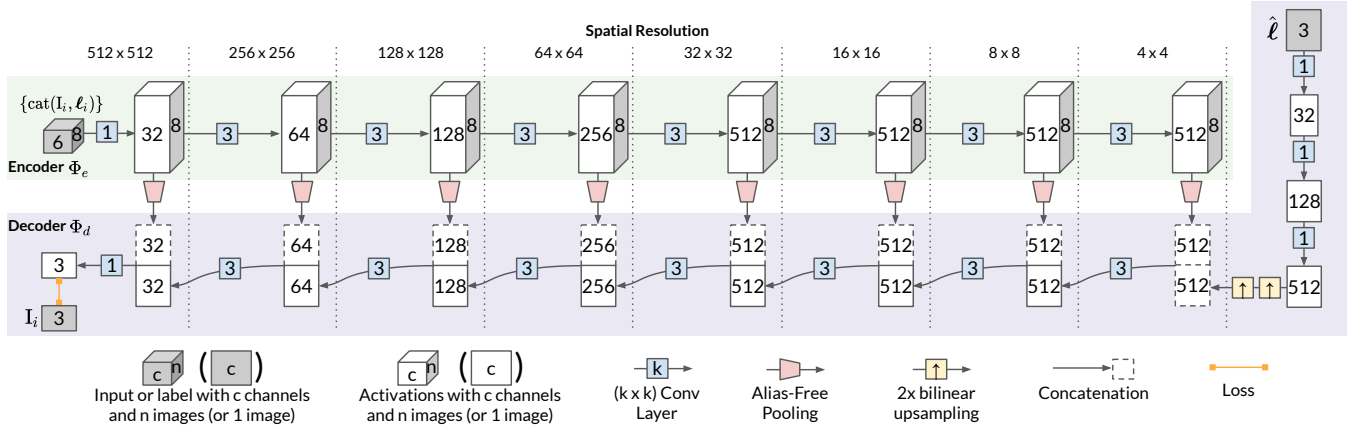 Spatial Resolution
512 x 512 256 x 256 128 x 128 64 x 64 32 x 32 16 x 16 8 x 8 4 x 4
{cat(I_i, ℓ_i)}
6 8 1 32 8 3 64 8 3 128 8 3 256 8 3 512 8 3 512 8 3 512 8 3 512 8
Encoder Φ_e
Decoder Φ_d
32 64 128 256 512 512 512 512
3 1 32 3 64 3 128 3 256 3 512 3 512 3 512 3 512 ↑ ↑ 512
I_i 3
ℓ̂ 3
1
32
1
128
1
c n ( c )
Input or label with c channels
and n images (or 1 image)
c n ( c )
Activations with c channels
and n images (or 1 image)
k
(k x k) Conv
Layer
Alias-Free
Pooling
↑
2x bilinear
upsampling
Concatenation
Loss